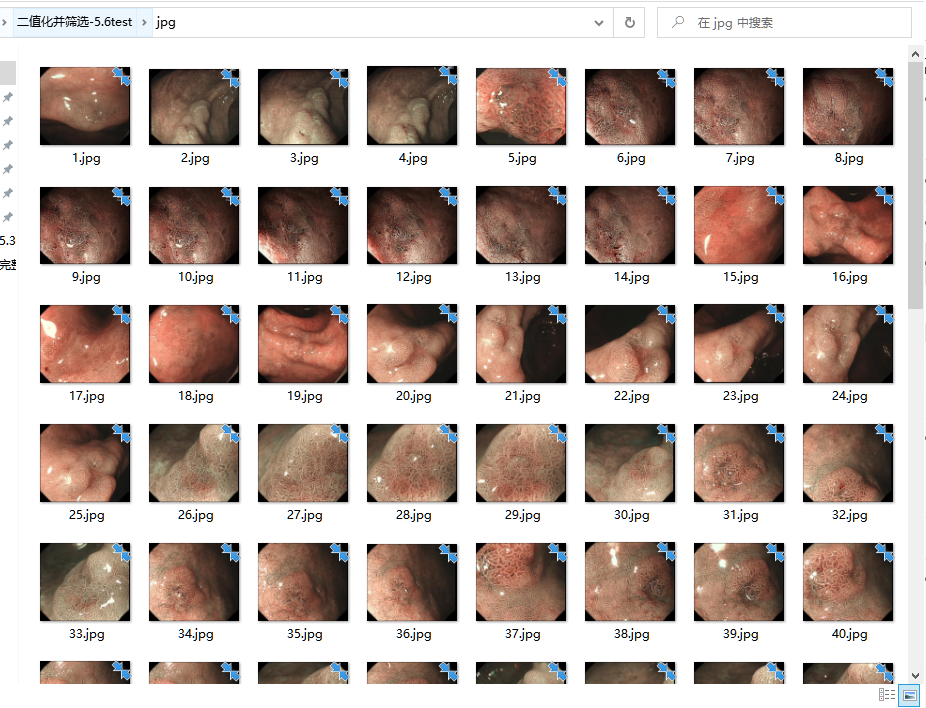 二值化并筛选-5.6test › jpg
在 jpg 中搜索
1.jpg 2.jpg 3.jpg 4.jpg 5.jpg 6.jpg 7.jpg 8.jpg
9.jpg 10.jpg 11.jpg 12.jpg 13.jpg 14.jpg 15.jpg 16.jpg
5.3
完整
17.jpg 18.jpg 19.jpg 20.jpg 21.jpg 22.jpg 23.jpg 24.jpg
25.jpg 26.jpg 27.jpg 28.jpg 29.jpg 30.jpg 31.jpg 32.jpg
33.jpg 34.jpg 35.jpg 36.jpg 37.jpg 38.jpg 39.jpg 40.jpg